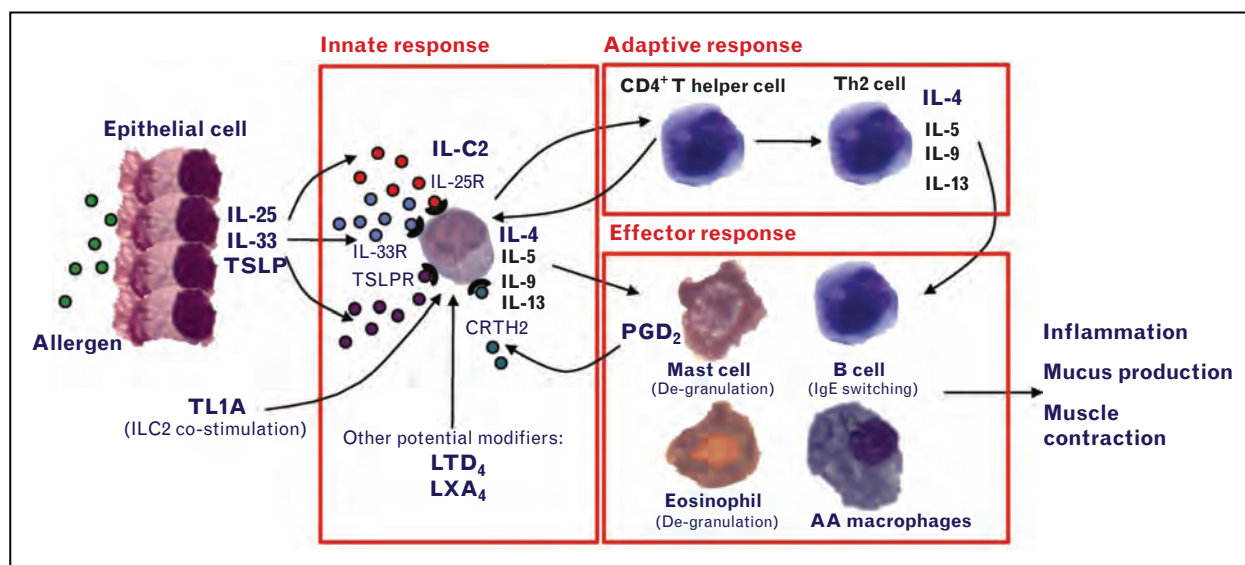 Innate response
Adaptive response
Epithelial cell
IL-25
IL-33
TSLP
Allergen
TL1A
(ILC2 co-stimulation)
IL-C2
IL-25R
IL-33R
TSLPR
IL-4
IL-5
IL-9
IL-13
CRTH2
Other potential modifiers:
LTD₄
LXA₄
CD4⁺ T helper cell
Th2 cell
IL-4
IL-5
IL-9
IL-13
Effector response
PGD₂
Mast cell
(De-granulation)
B cell
(IgE switching)
Eosinophil
(De-granulation)
AA macrophages
Inflammation
Mucus production
Muscle
contraction